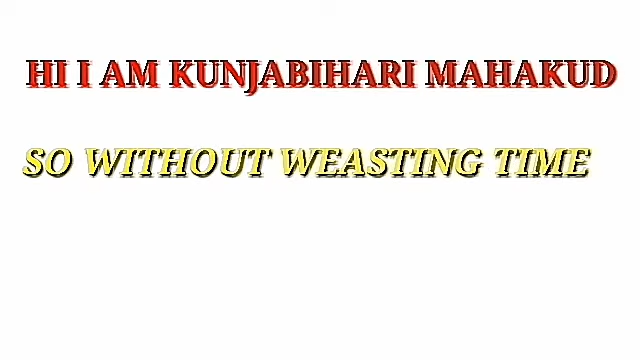 HI I AM KUNJABIHARI MAHAKUD
SO WITHOUT WEASTING TIME